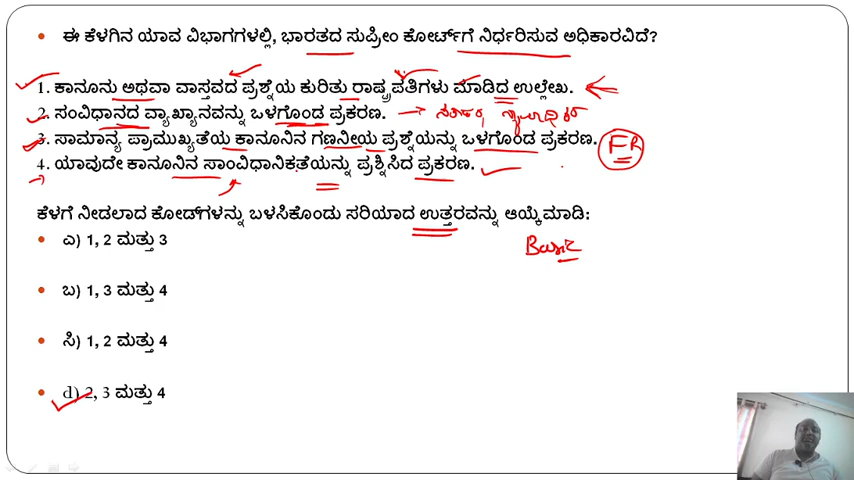 ಈ ಕೆಳಗಿನ ಯಾವ ವಿಭಾಗಗಳಲ್ಲಿ, ಭಾರತದ ಸುಪ್ರೀಂ ಕೋರ್ಟ್‌ಗೆ ನಿರ್ಧರಿಸುವ ಅಧಿಕಾರವಿದೆ?
1. ಕಾನೂನು ಅಥವಾ ವಾಸ್ತವದ ಪ್ರಶ್ನೆಯ ಕುರಿತು ರಾಷ್ಟ್ರಪತಿಗಳು ಮಾಡಿದ ಉಲ್ಲೇಖ.
2. ಸಂವಿಧಾನದ ವ್ಯಾಖ್ಯಾನವನ್ನು ಒಳಗೊಂಡ ಪ್ರಕರಣ.
3. ಸಾಮಾನ್ಯ ಪ್ರಾಮುಖ್ಯತೆಯ ಕಾನೂನಿನ ಗಣನೀಯ ಪ್ರಶ್ನೆಯನ್ನು ಒಳಗೊಂಡ ಪ್ರಕರಣ. FR
4. ಯಾವುದೇ ಕಾನೂನಿನ ಸಾಂವಿಧಾನಿಕತೆಯನ್ನು ಪ್ರಶ್ನಿಸಿದ ಪ್ರಕರಣ.
ಕೆಳಗೆ ನೀಡಲಾದ ಕೋಡ್‌ಗಳನ್ನು ಬಳಸಿಕೊಂಡು ಸರಿಯಾದ ಉತ್ತರವನ್ನು ಆಯ್ಕೆಮಾಡಿ:
ಎ) 1, 2 ಮತ್ತು 3
ಬ) 1, 3 ಮತ್ತು 4
ಸಿ) 1, 2 ಮತ್ತು 4
d) 2, 3 ಮತ್ತು 4